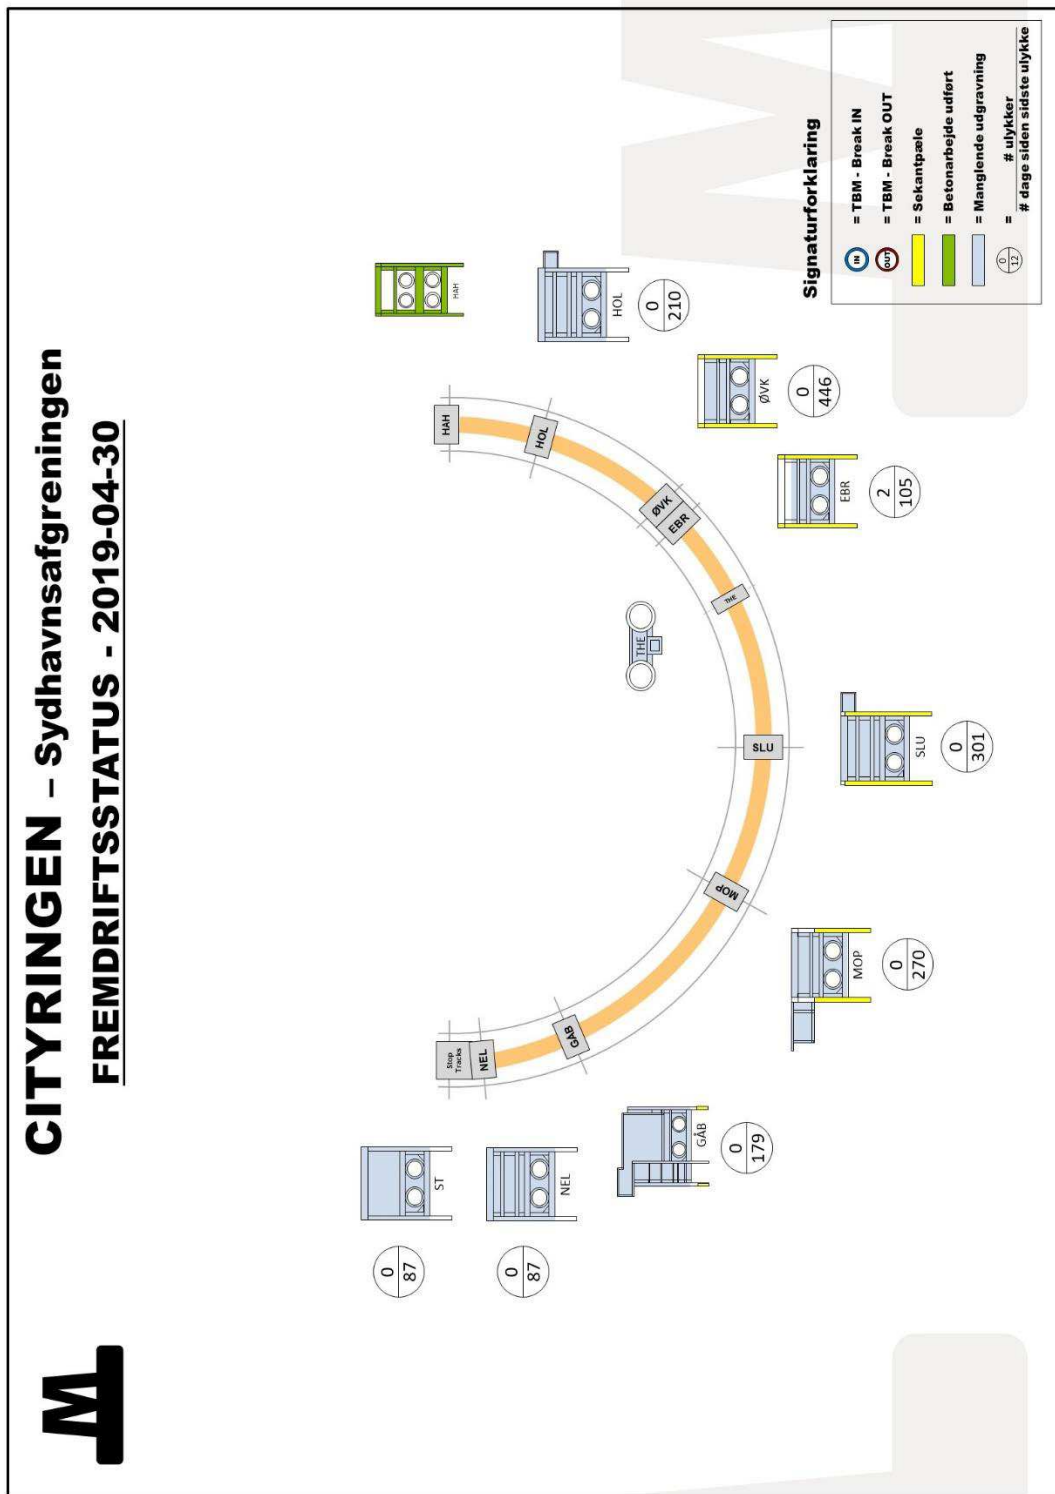 CITYRINGEN – Sydhavnsafgreningen
FREMDRIFTSSTATUS - 2019-04-30
M
HAH
HAH
HOL
HOL
0
210
ØVK
EBR
ØVK
0
446
EBR
2
105
THE
THE
SLU
SLU
0
301
MOP
MOP
0
270
GAB
GÅB
0
179
Stop
Tracks
NEL
ST
0
87
NEL
0
87
Signaturforklaring
IN = TBM - Break IN
OUT = TBM - Break OUT
= Sekantpæle
= Betonarbejde udført
= Manglende udgravning
0
12
= # ulykker
# dage siden sidste ulykke